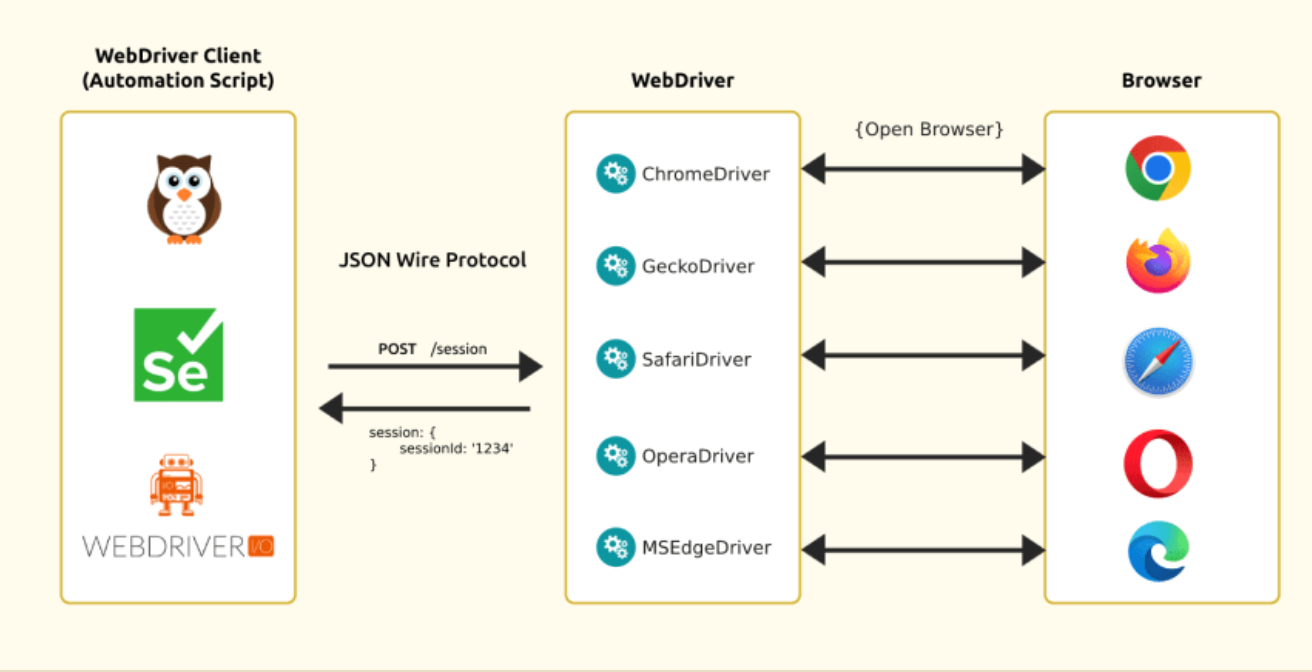 WebDriver Client
(Automation Script)
WebDriver
Browser
Se
WEBDRIVER I/O
JSON Wire Protocol
POST /session
session: {
sessionId: '1234'
}
ChromeDriver
GeckoDriver
SafariDriver
OperaDriver
MSEdgeDriver
{Open Browser}